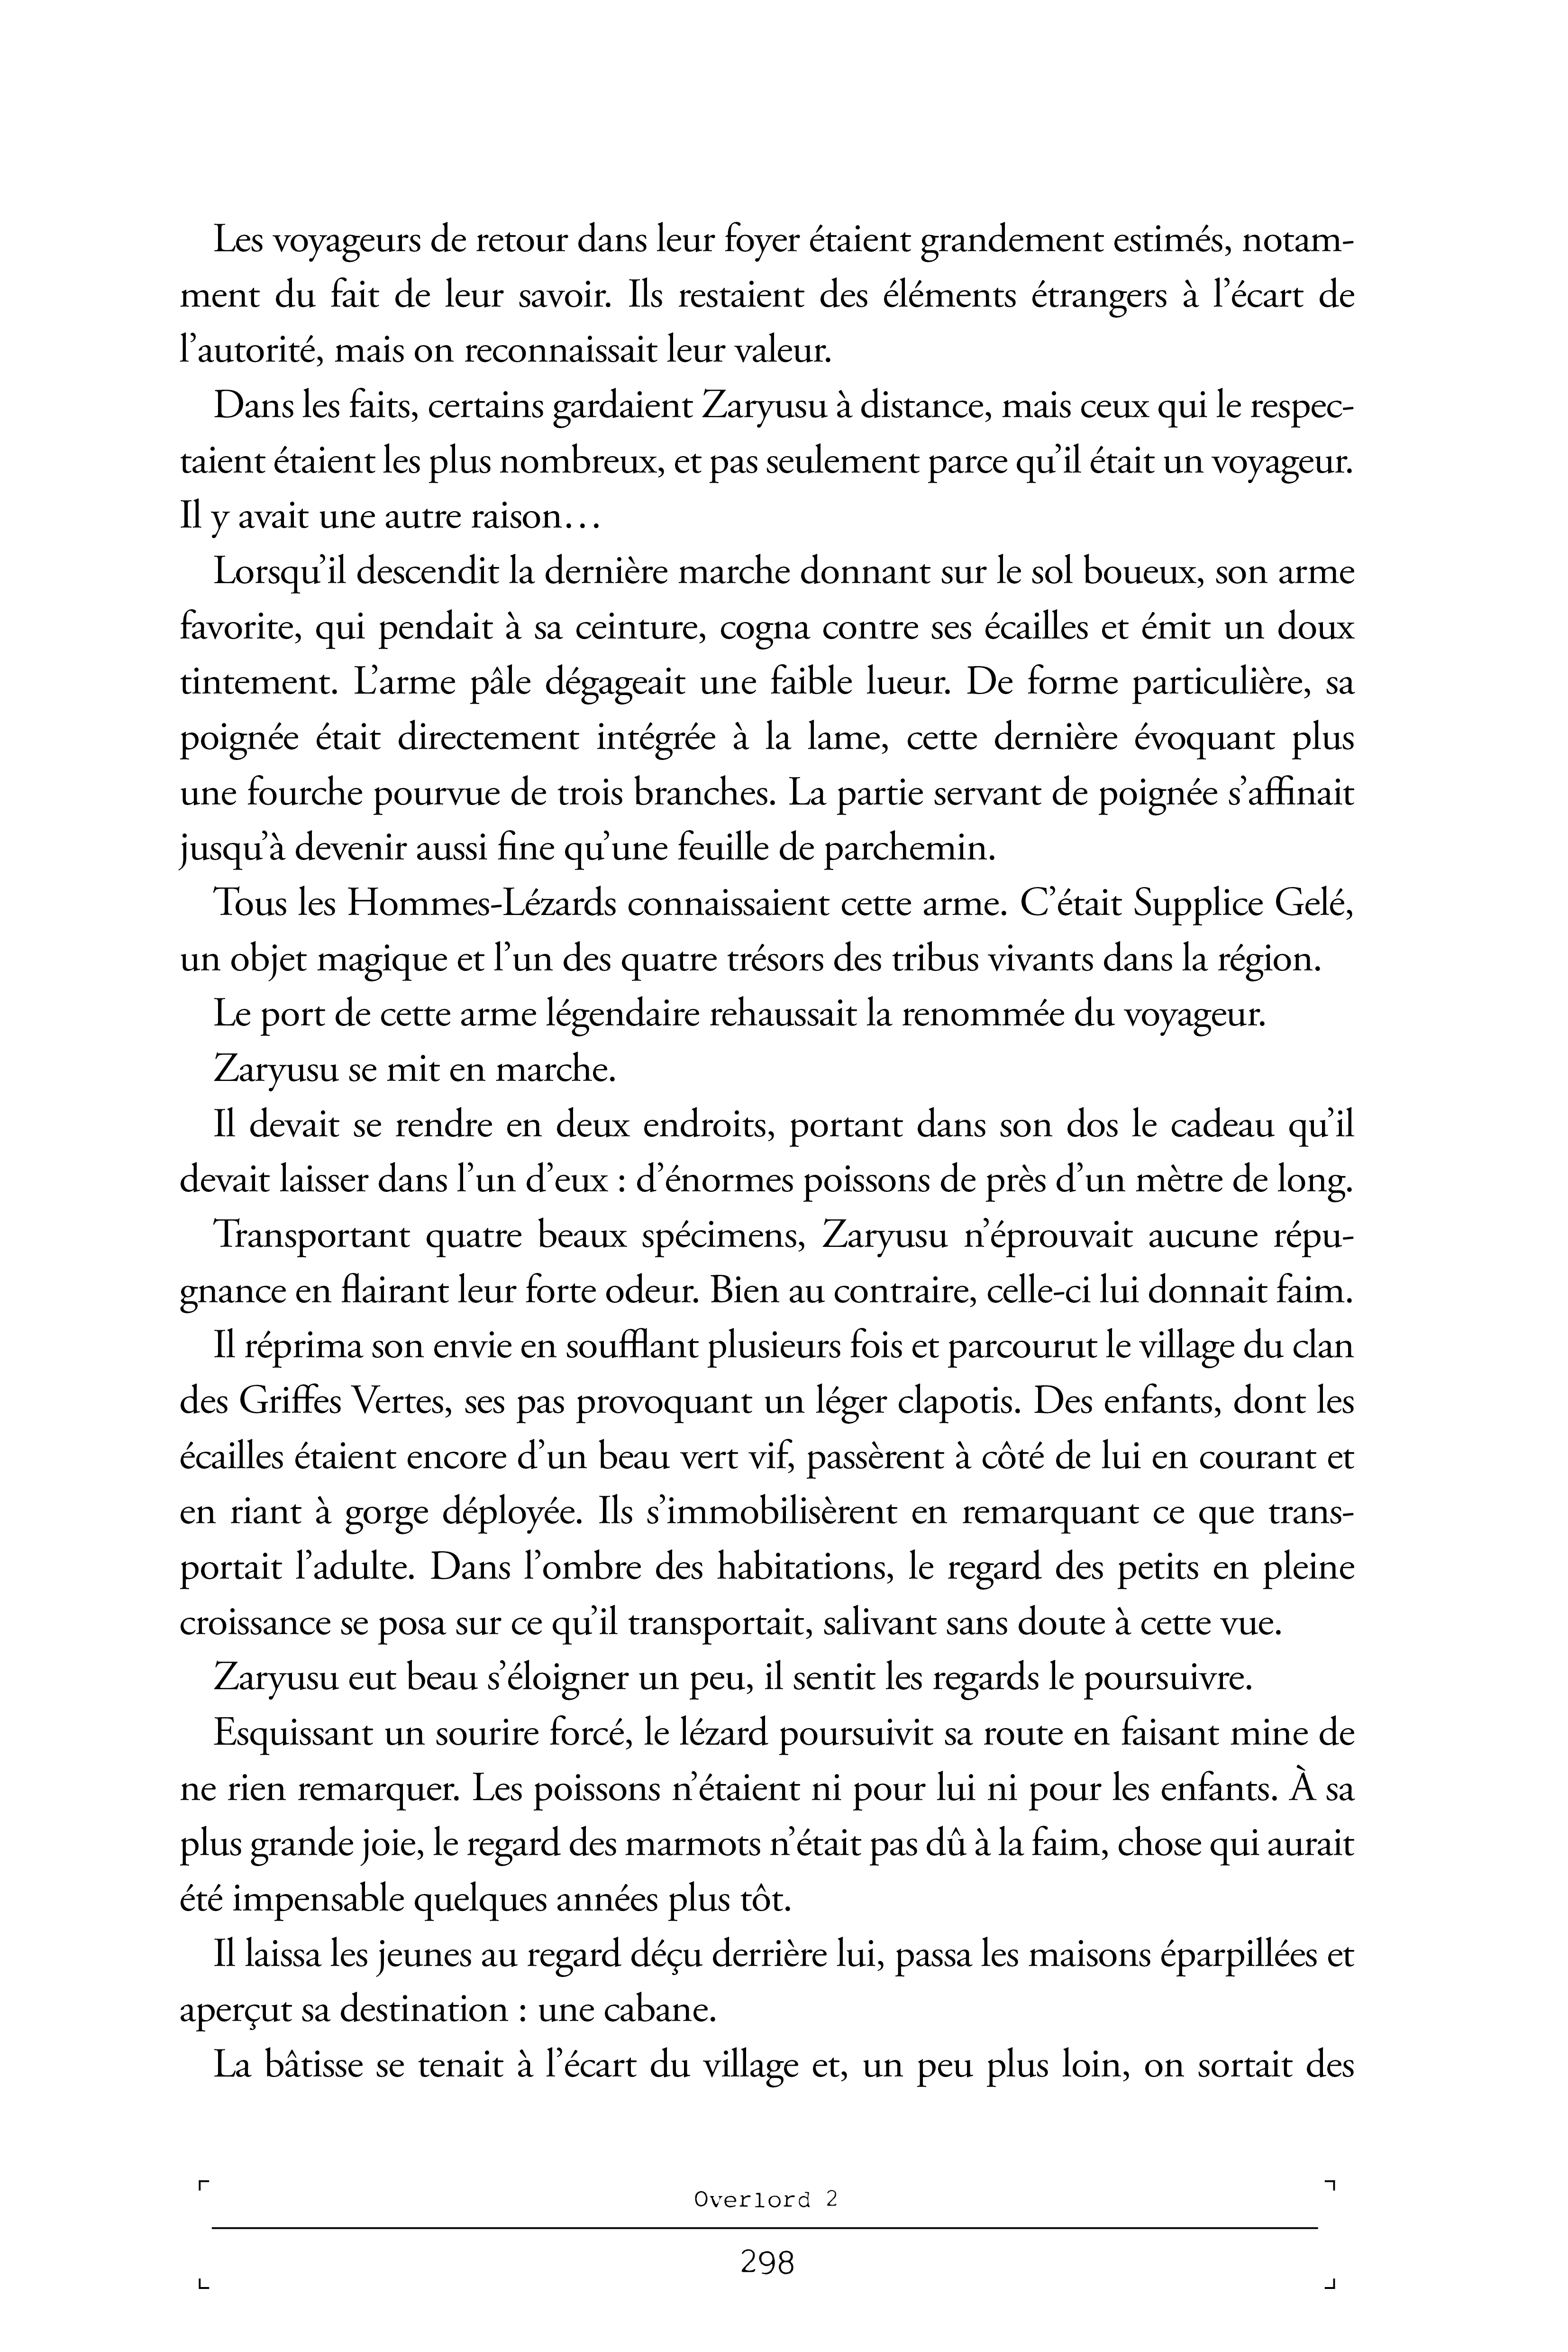 Les voyageurs de retour dans leur foyer étaient grandement estimés, notam-
ment du fait de leur savoir. Ils restaient des éléments étrangers à l’écart de
l’autorité, mais on reconnaissait leur valeur.
Dans les faits, certains gardaient Zaryusu à distance, mais ceux qui le respec-
taient étaient les plus nombreux, et pas seulement parce qu’il était un voyageur.
Il y avait une autre raison…
Lorsqu’il descendit la dernière marche donnant sur le sol boueux, son arme
favorite, qui pendait à sa ceinture, cogna contre ses écailles et émit un doux
tintement. L’arme pâle dégageait une faible lueur. De forme particulière, sa
poignée était directement intégrée à la lame, cette dernière évoquant plus
une fourche pourvue de trois branches. La partie servant de poignée s’affinait
jusqu’à devenir aussi fine qu’une feuille de parchemin.
Tous les Hommes-Lézards connaissaient cette arme. C’était Supplice Gelé,
un objet magique et l’un des quatre trésors des tribus vivants dans la région.
Le port de cette arme légendaire rehaussait la renommée du voyageur.
Zaryusu se mit en marche.
Il devait se rendre en deux endroits, portant dans son dos le cadeau qu’il
devait laisser dans l’un d’eux : d’énormes poissons de près d’un mètre de long.
Transportant quatre beaux spécimens, Zaryusu n’éprouvait aucune répu-
gnance en flairant leur forte odeur. Bien au contraire, celle-ci lui donnait faim.
Il réprima son envie en soufflant plusieurs fois et parcourut le village du clan
des Griffes Vertes, ses pas provoquant un léger clapotis. Des enfants, dont les
écailles étaient encore d’un beau vert vif, passèrent à côté de lui en courant et
en riant à gorge déployée. Ils s’immobilisèrent en remarquant ce que trans-
portait l’adulte. Dans l’ombre des habitations, le regard des petits en pleine
croissance se posa sur ce qu’il transportait, salivant sans doute à cette vue.
Zaryusu eut beau s’éloigner un peu, il sentit les regards le poursuivre.
Esquissant un sourire forcé, le lézard poursuivit sa route en faisant mine de
ne rien remarquer. Les poissons n’étaient ni pour lui ni pour les enfants. À sa
plus grande joie, le regard des marmots n’était pas dû à la faim, chose qui aurait
été impensable quelques années plus tôt.
Il laissa les jeunes au regard déçu derrière lui, passa les maisons éparpillées et
aperçut sa destination : une cabane.
La bâtisse se tenait à l’écart du village et, un peu plus loin, on sortait des
Overlord 2
298